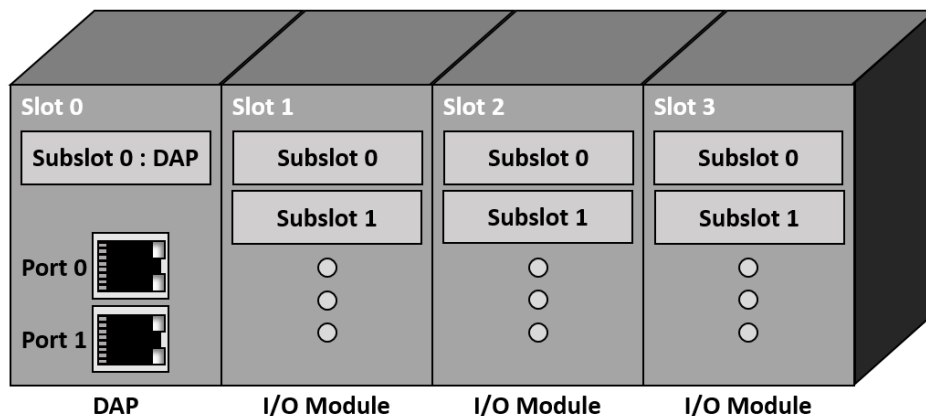 Slot 0
Slot 1
Slot 2
Slot 3
Subslot 0 : DAP
Subslot 0
Subslot 0
Subslot 0
Subslot 1
Subslot 1
Subslot 1
Port 0
Port 1
DAP
I/O Module
I/O Module
I/O Module